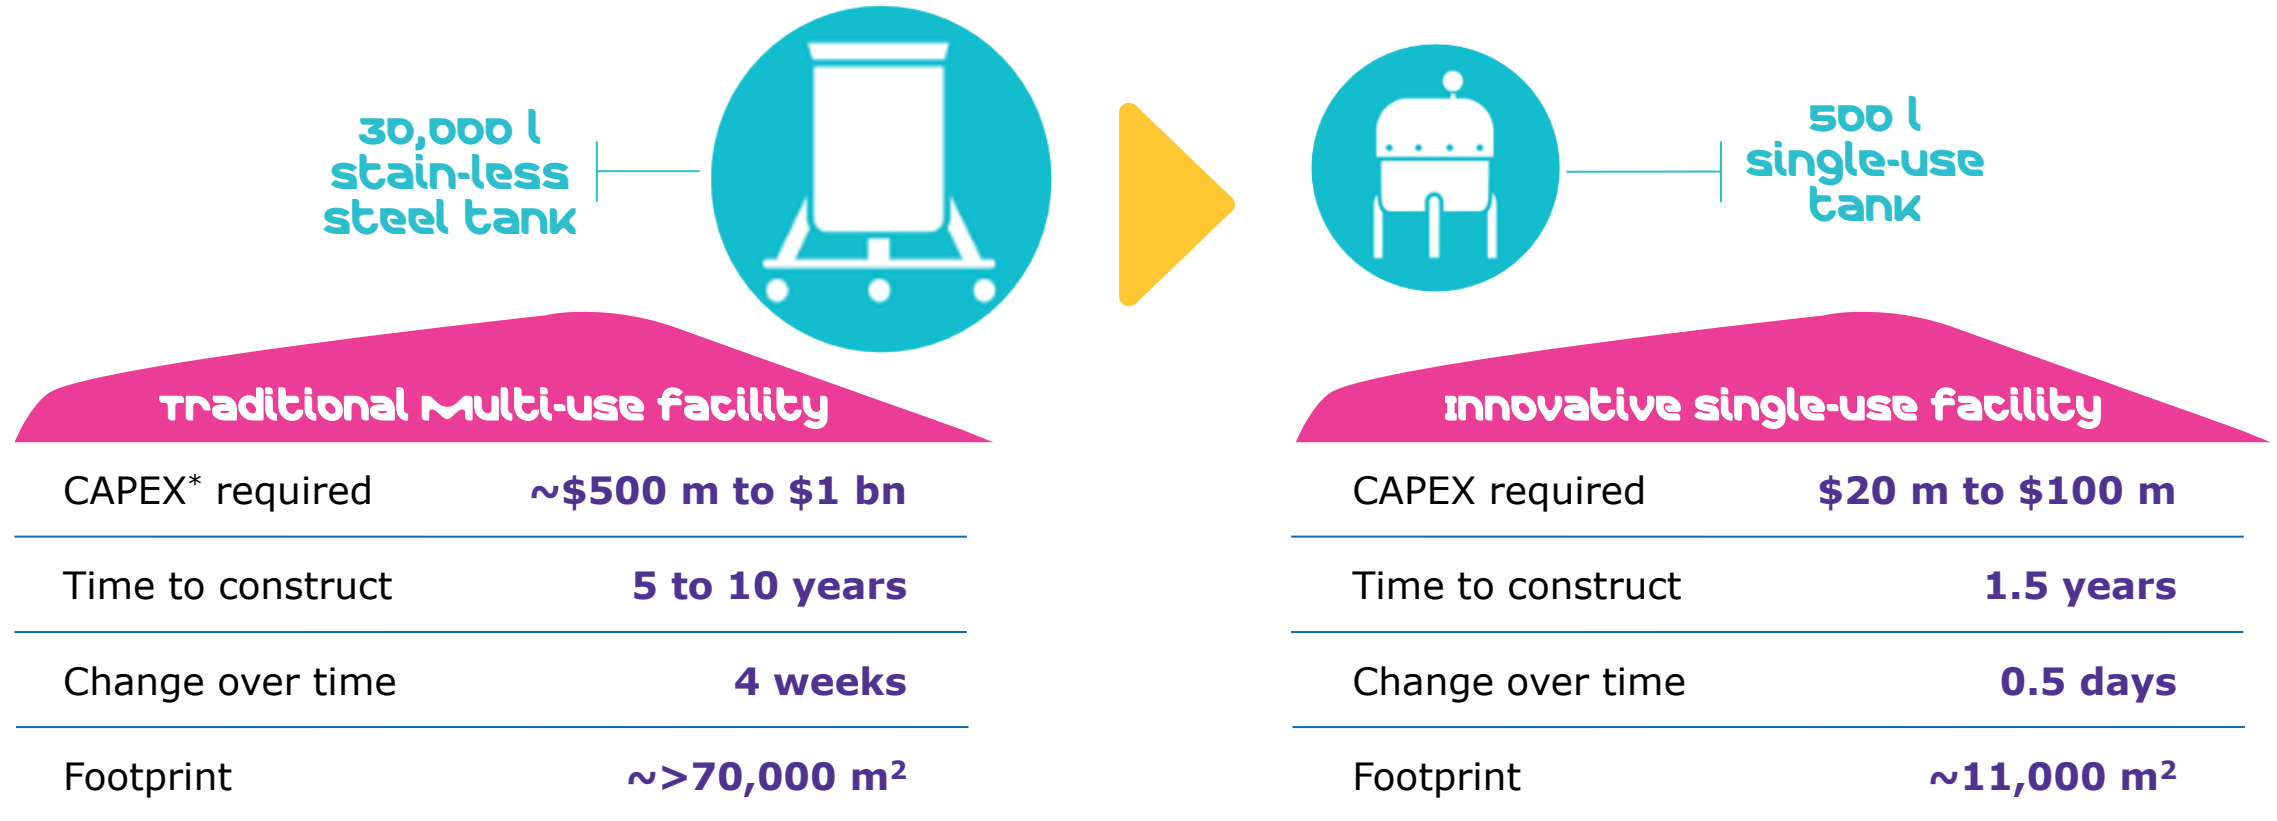 30,000 l
stain-less
steel tank
500 l
single-use
tank
Traditional Multi-use facility
CAPEX* required ~$500 m to $1 bn
Time to construct 5 to 10 years
Change over time 4 weeks
Footprint ~>70,000 m²
Innovative single-use facility
CAPEX required $20 m to $100 m
Time to construct 1.5 years
Change over time 0.5 days
Footprint ~11,000 m²